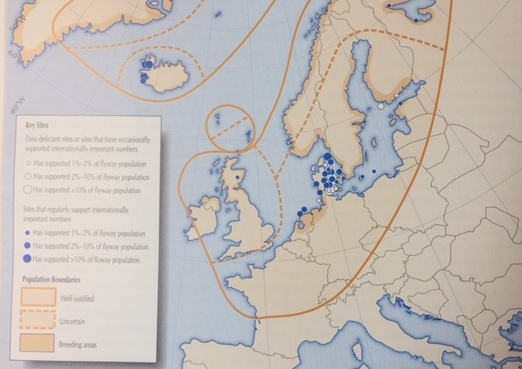 40°W
Key Sites
Data deficient sites or sites that have occasionally
supported internationally important numbers
Has supported 1%–2% of flyway population
Has supported 2%–10% of flyway population
Has supported >10% of flyway population
Sites that regularly support internationally
important numbers
Has supported 1%–2% of flyway population
Has supported 2%–10% of flyway population
Has supported >10% of flyway population
Population Boundaries
Well justified
Uncertain
Breeding areas